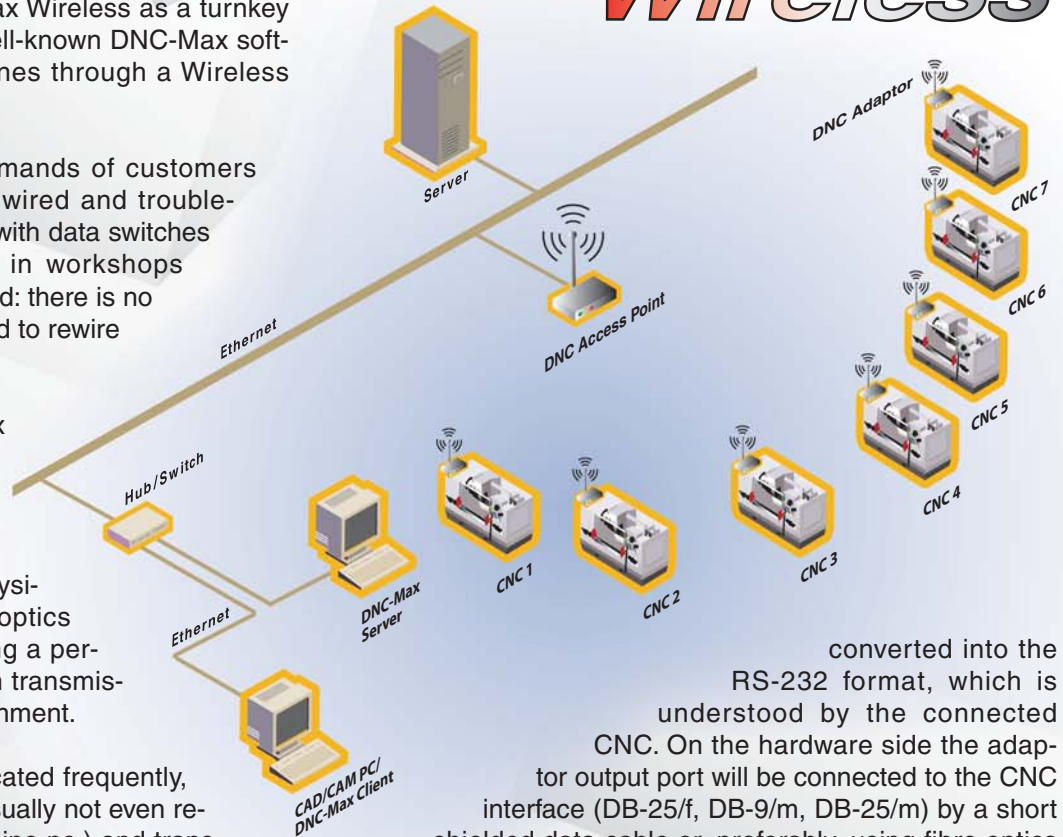 Wireless
ax Wireless as a turnkey
ell-known DNC-Max soft-
nes through a Wireless
mands of customers
wired and trouble-
with data switches
in workshops
d: there is no
d to rewire
x
ysi-
optics
ng a per-
n transmis-
nment.
cated frequently,
sually not even re-
Server
Ethernet
DNC Access Point
DNC Adaptor
CNC 7
CNC 6
CNC 5
CNC 4
CNC 3
CNC 2
CNC 1
Hub/Switch
Ethernet
DNC-Max
Server
CAD/CAM PC/
DNC-Max Client
converted into the
RS-232 format, which is
understood by the connected
CNC. On the hardware side the adap-
tor output port will be connected to the CNC
interface (DB-25/f, DB-9/m, DB-25/m) by a short